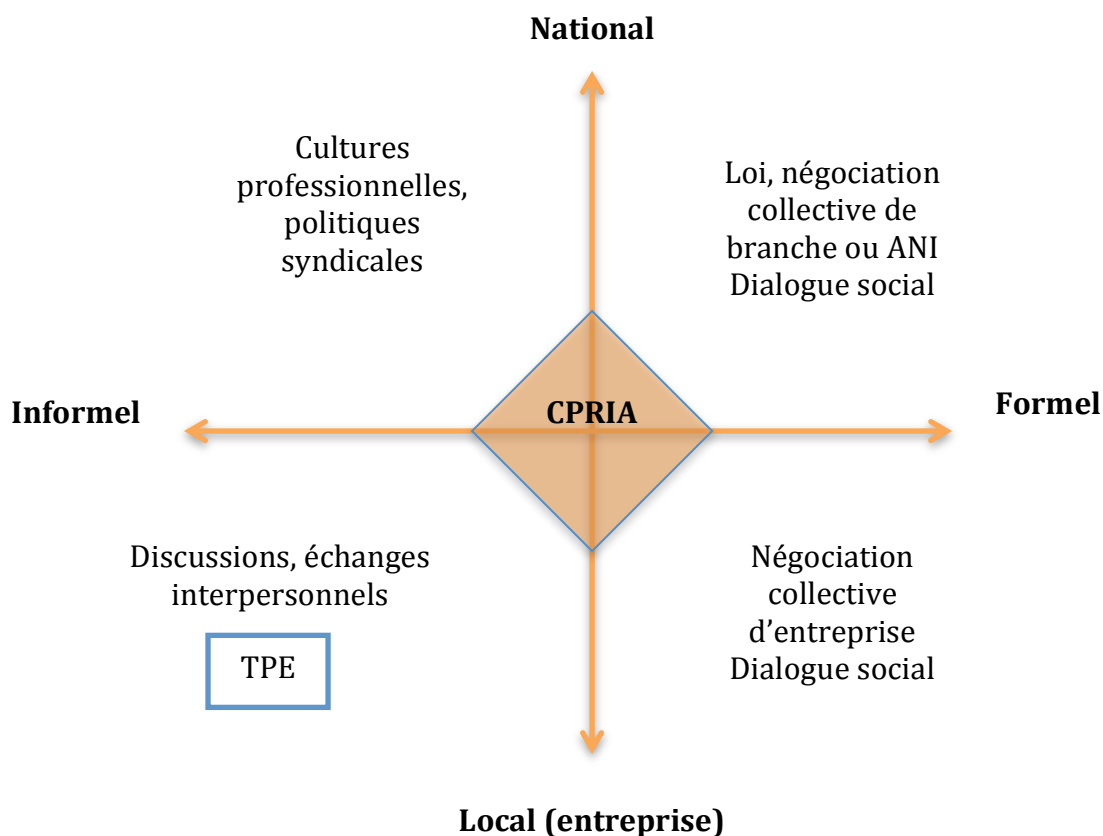 National
Cultures
professionnelles,
politiques
syndicales
Loi, négociation
collective de
branche ou ANI
Dialogue social
Informel
CPRIA
Formel
Discussions, échanges
interpersonnels
TPE
Négociation
collective
d’entreprise
Dialogue social
Local (entreprise)